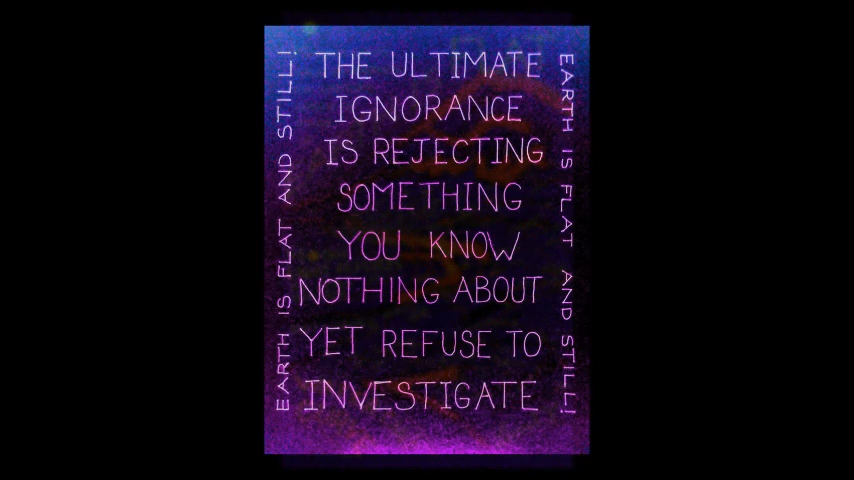 THE ULTIMATE
IGNORANCE
IS REJECTING
SOMETHING
YOU KNOW
NOTHING ABOUT
YET REFUSE TO
INVESTIGATE
EARTH IS FLAT AND STILL!
EARTH IS FLAT AND STILL!